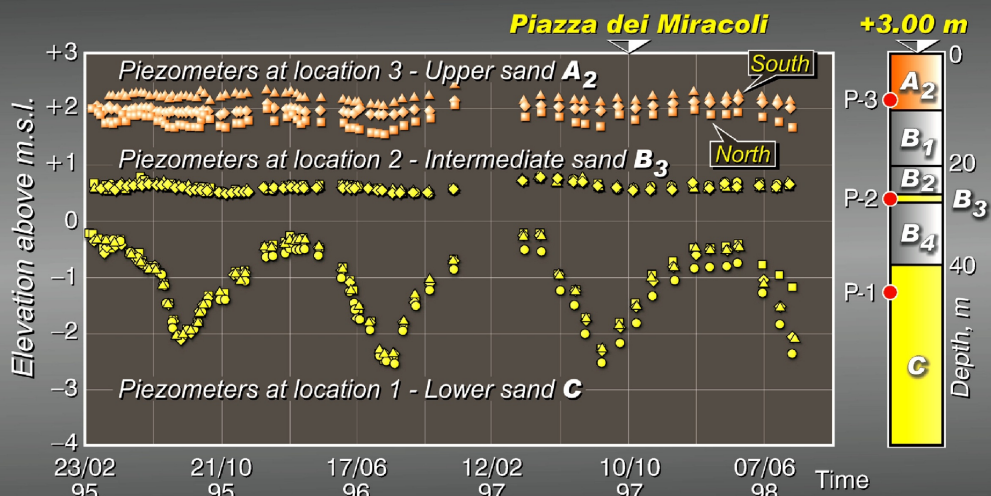 Piazza dei Miracoli
+3.00 m
+3
+2
+1
0
−1
−2
−3
−4
Elevation above m.s.l.
Piezometers at location 3 - Upper sand A2
South
North
Piezometers at location 2 - Intermediate sand B3
Piezometers at location 1 - Lower sand C
23/02
95
21/10
95
17/06
96
12/02
97
10/10
97
07/06
98
Time
P-3
P-2
P-1
A2
B1
B2
B3
B4
C
0
20
40
Depth, m